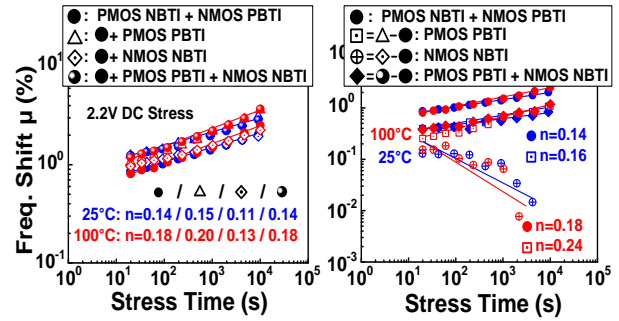 ●: PMOS NBTI + NMOS PBTI
△: ●+ PMOS PBTI
◇: ●+ NMOS NBTI
◕: ●+ PMOS PBTI + NMOS NBTI
Freq. Shift μ (%)
10¹
10⁰
10⁻¹
2.2V DC Stress
● / △ / ◇ / ◕
25°C: n=0.14 / 0.15 / 0.11 / 0.14
100°C: n=0.18 / 0.20 / 0.13 / 0.18
10⁰ 10¹ 10² 10³ 10⁴ 10⁵
Stress Time (s)
●: PMOS NBTI + NMOS PBTI
⊡=△-●: PMOS PBTI
⊕=◇-●: NMOS NBTI
◆=◕-●: PMOS PBTI + NMOS NBTI
10⁰
10⁻¹
10⁻²
10⁻³
100°C
25°C
● n=0.14
⊡ n=0.16
● n=0.18
⊡ n=0.24
10⁰ 10¹ 10² 10³ 10⁴ 10⁵
Stress Time (s)